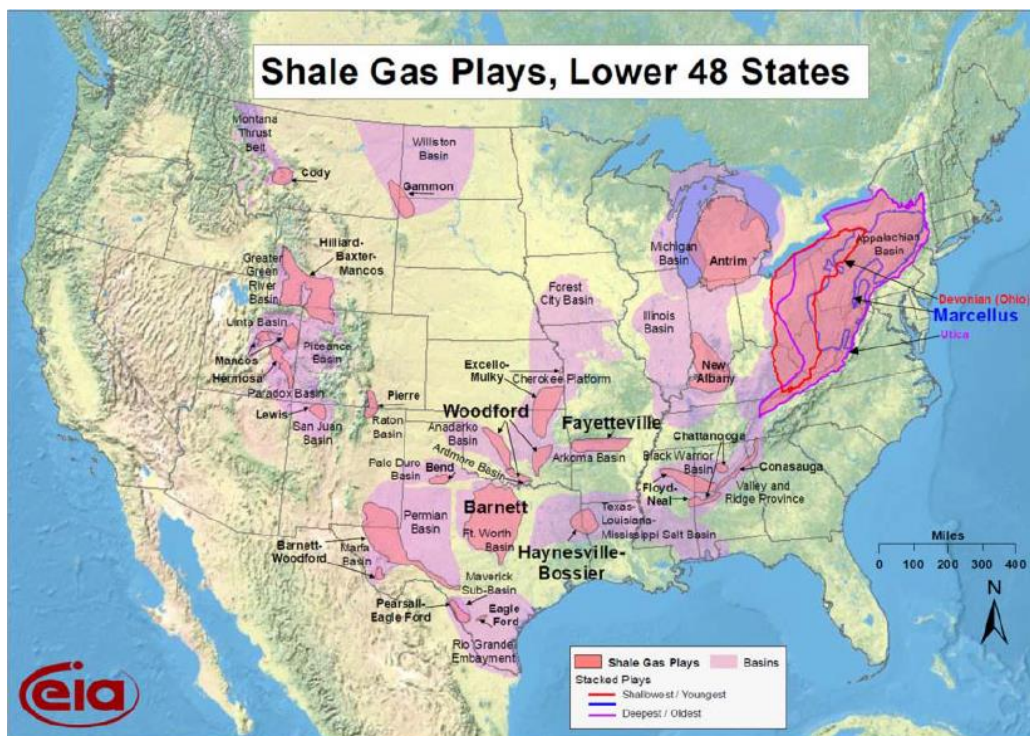 Shale Gas Plays, Lower 48 States
Montana
Thrust
Belt
Cody
Williston
Basin
Gammon
Hilliard-
Baxter-
Mancos
Greater
Green
River
Basin
Uinta Basin
Mancos
Piceance
Basin
Hermosa
Paradox Basin
Lewis
San Juan
Basin
Pierre
Raton
Basin
Forest
City Basin
Excello-
Mulky
Cherokee Platform
Woodford
Anadarko
Basin
Ardmore Basin
Palo Duro
Basin
Bend
Fayetteville
Arkoma Basin
Michigan
Basin
Antrim
Illinois
Basin
New
Albany
Appalachian
Basin
Devonian (Ohio)
Marcellus
Utica
Chattanooga
Black Warrior
Basin
Conasauga
Floyd-
Neal
Valley and
Ridge Province
Permian
Basin
Barnett
Ft. Worth
Basin
Texas-
Louisiana-
Mississippi Salt Basin
Haynesville-
Bossier
Barnett-
Woodford
Marfa
Basin
Maverick
Sub-Basin
Pearsall-
Eagle Ford
Eagle
Ford
Rio Grande
Embayment
Miles
0 100 200 300 400
N
Shale Gas Plays
Basins
Stacked Plays
Shallowest / Youngest
Deepest / Oldest
eia